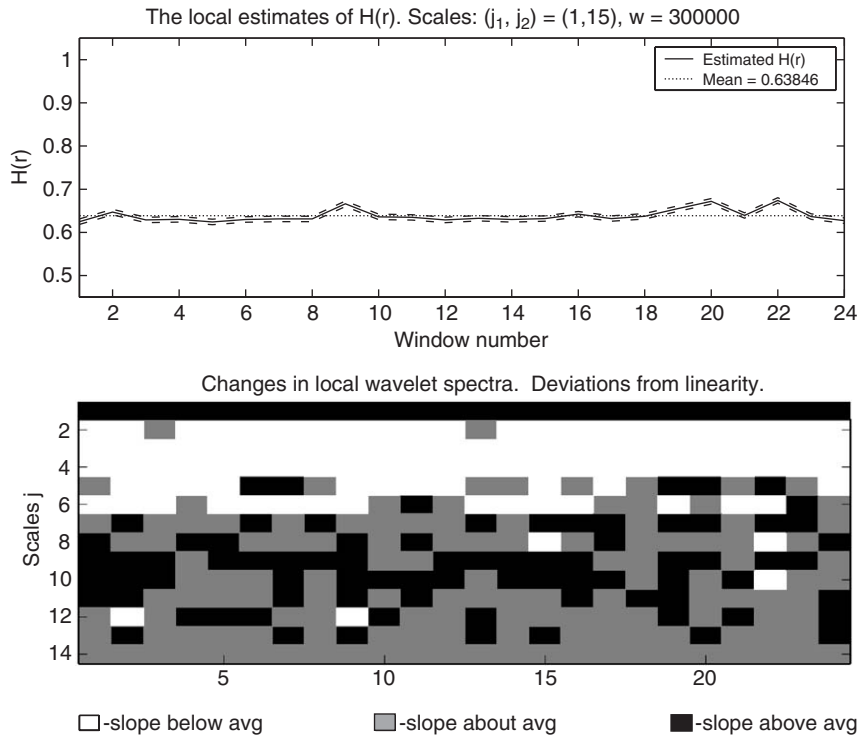 The local estimates of H(r). Scales: (j1, j2) = (1,15), w = 300000
Estimated H(r)
Mean = 0.63846
1
0.9
0.8
0.7
0.6
0.5
H(r)
2 4 6 8 10 12 14 16 18 20 22 24
Window number
Changes in local wavelet spectra. Deviations from linearity.
2
4
6
8
10
12
14
Scales j
5 10 15 20
-slope below avg -slope about avg -slope above avg